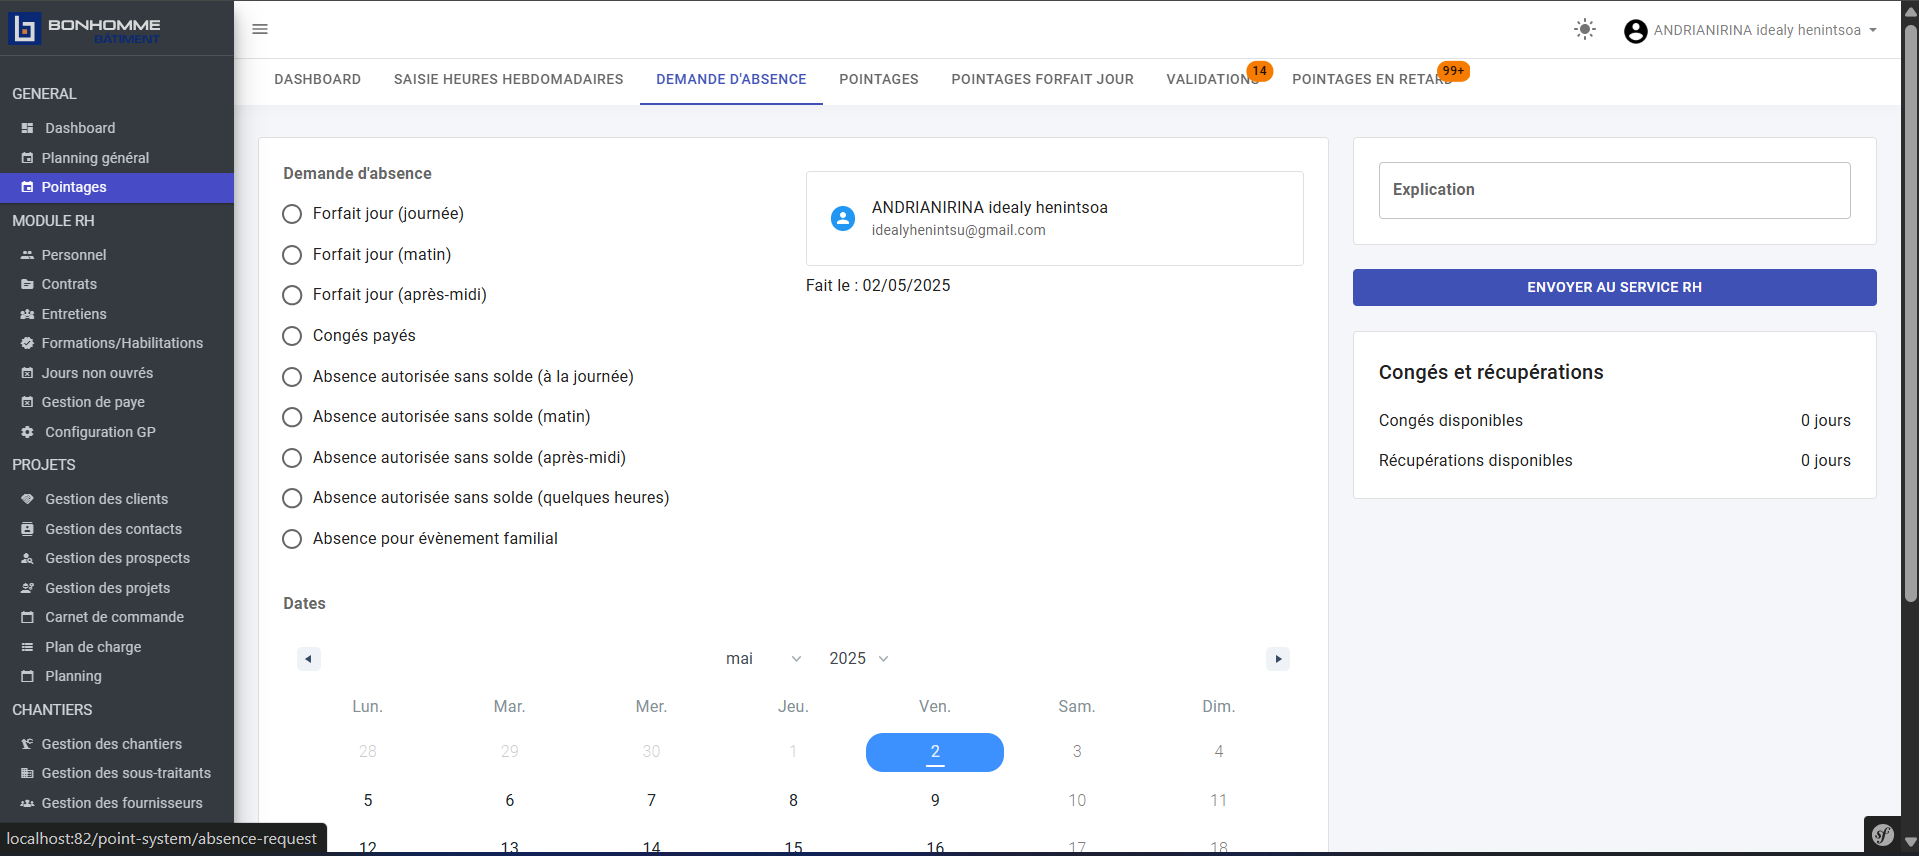 BONHOMME
BÂTIMENT
GENERAL
Dashboard
Planning général
Pointages
MODULE RH
Personnel
Contrats
Entretiens
Formations/Habilitations
Jours non ouvrés
Gestion de paye
Configuration GP
PROJETS
Gestion des clients
Gestion des contacts
Gestion des prospects
Gestion des projets
Carnet de commande
Plan de charge
Planning
CHANTIERS
Gestion des chantiers
Gestion des sous-traitants
Gestion des fournisseurs
localhost:82/point-system/absence-request
ANDRIANIRINA idealy henintsoa
DASHBOARD SAISIE HEURES HEBDOMADAIRES DEMANDE D'ABSENCE POINTAGES POINTAGES FORFAIT JOUR VALIDATIONS 14 POINTAGES EN RETARD 99+
Demande d'absence
Forfait jour (journée)
Forfait jour (matin)
Forfait jour (après-midi)
Congés payés
Absence autorisée sans solde (à la journée)
Absence autorisée sans solde (matin)
Absence autorisée sans solde (après-midi)
Absence autorisée sans solde (quelques heures)
Absence pour évènement familial
ANDRIANIRINA idealy henintsoa
idealyhenintsu@gmail.com
Fait le : 02/05/2025
Dates
mai 2025
Lun. Mar. Mer. Jeu. Ven. Sam. Dim.
28 29 30 1 2 3 4
5 6 7 8 9 10 11
12 13 14 15 16 17 18
Explication
ENVOYER AU SERVICE RH
Congés et récupérations
Congés disponibles 0 jours
Récupérations disponibles 0 jours
sf